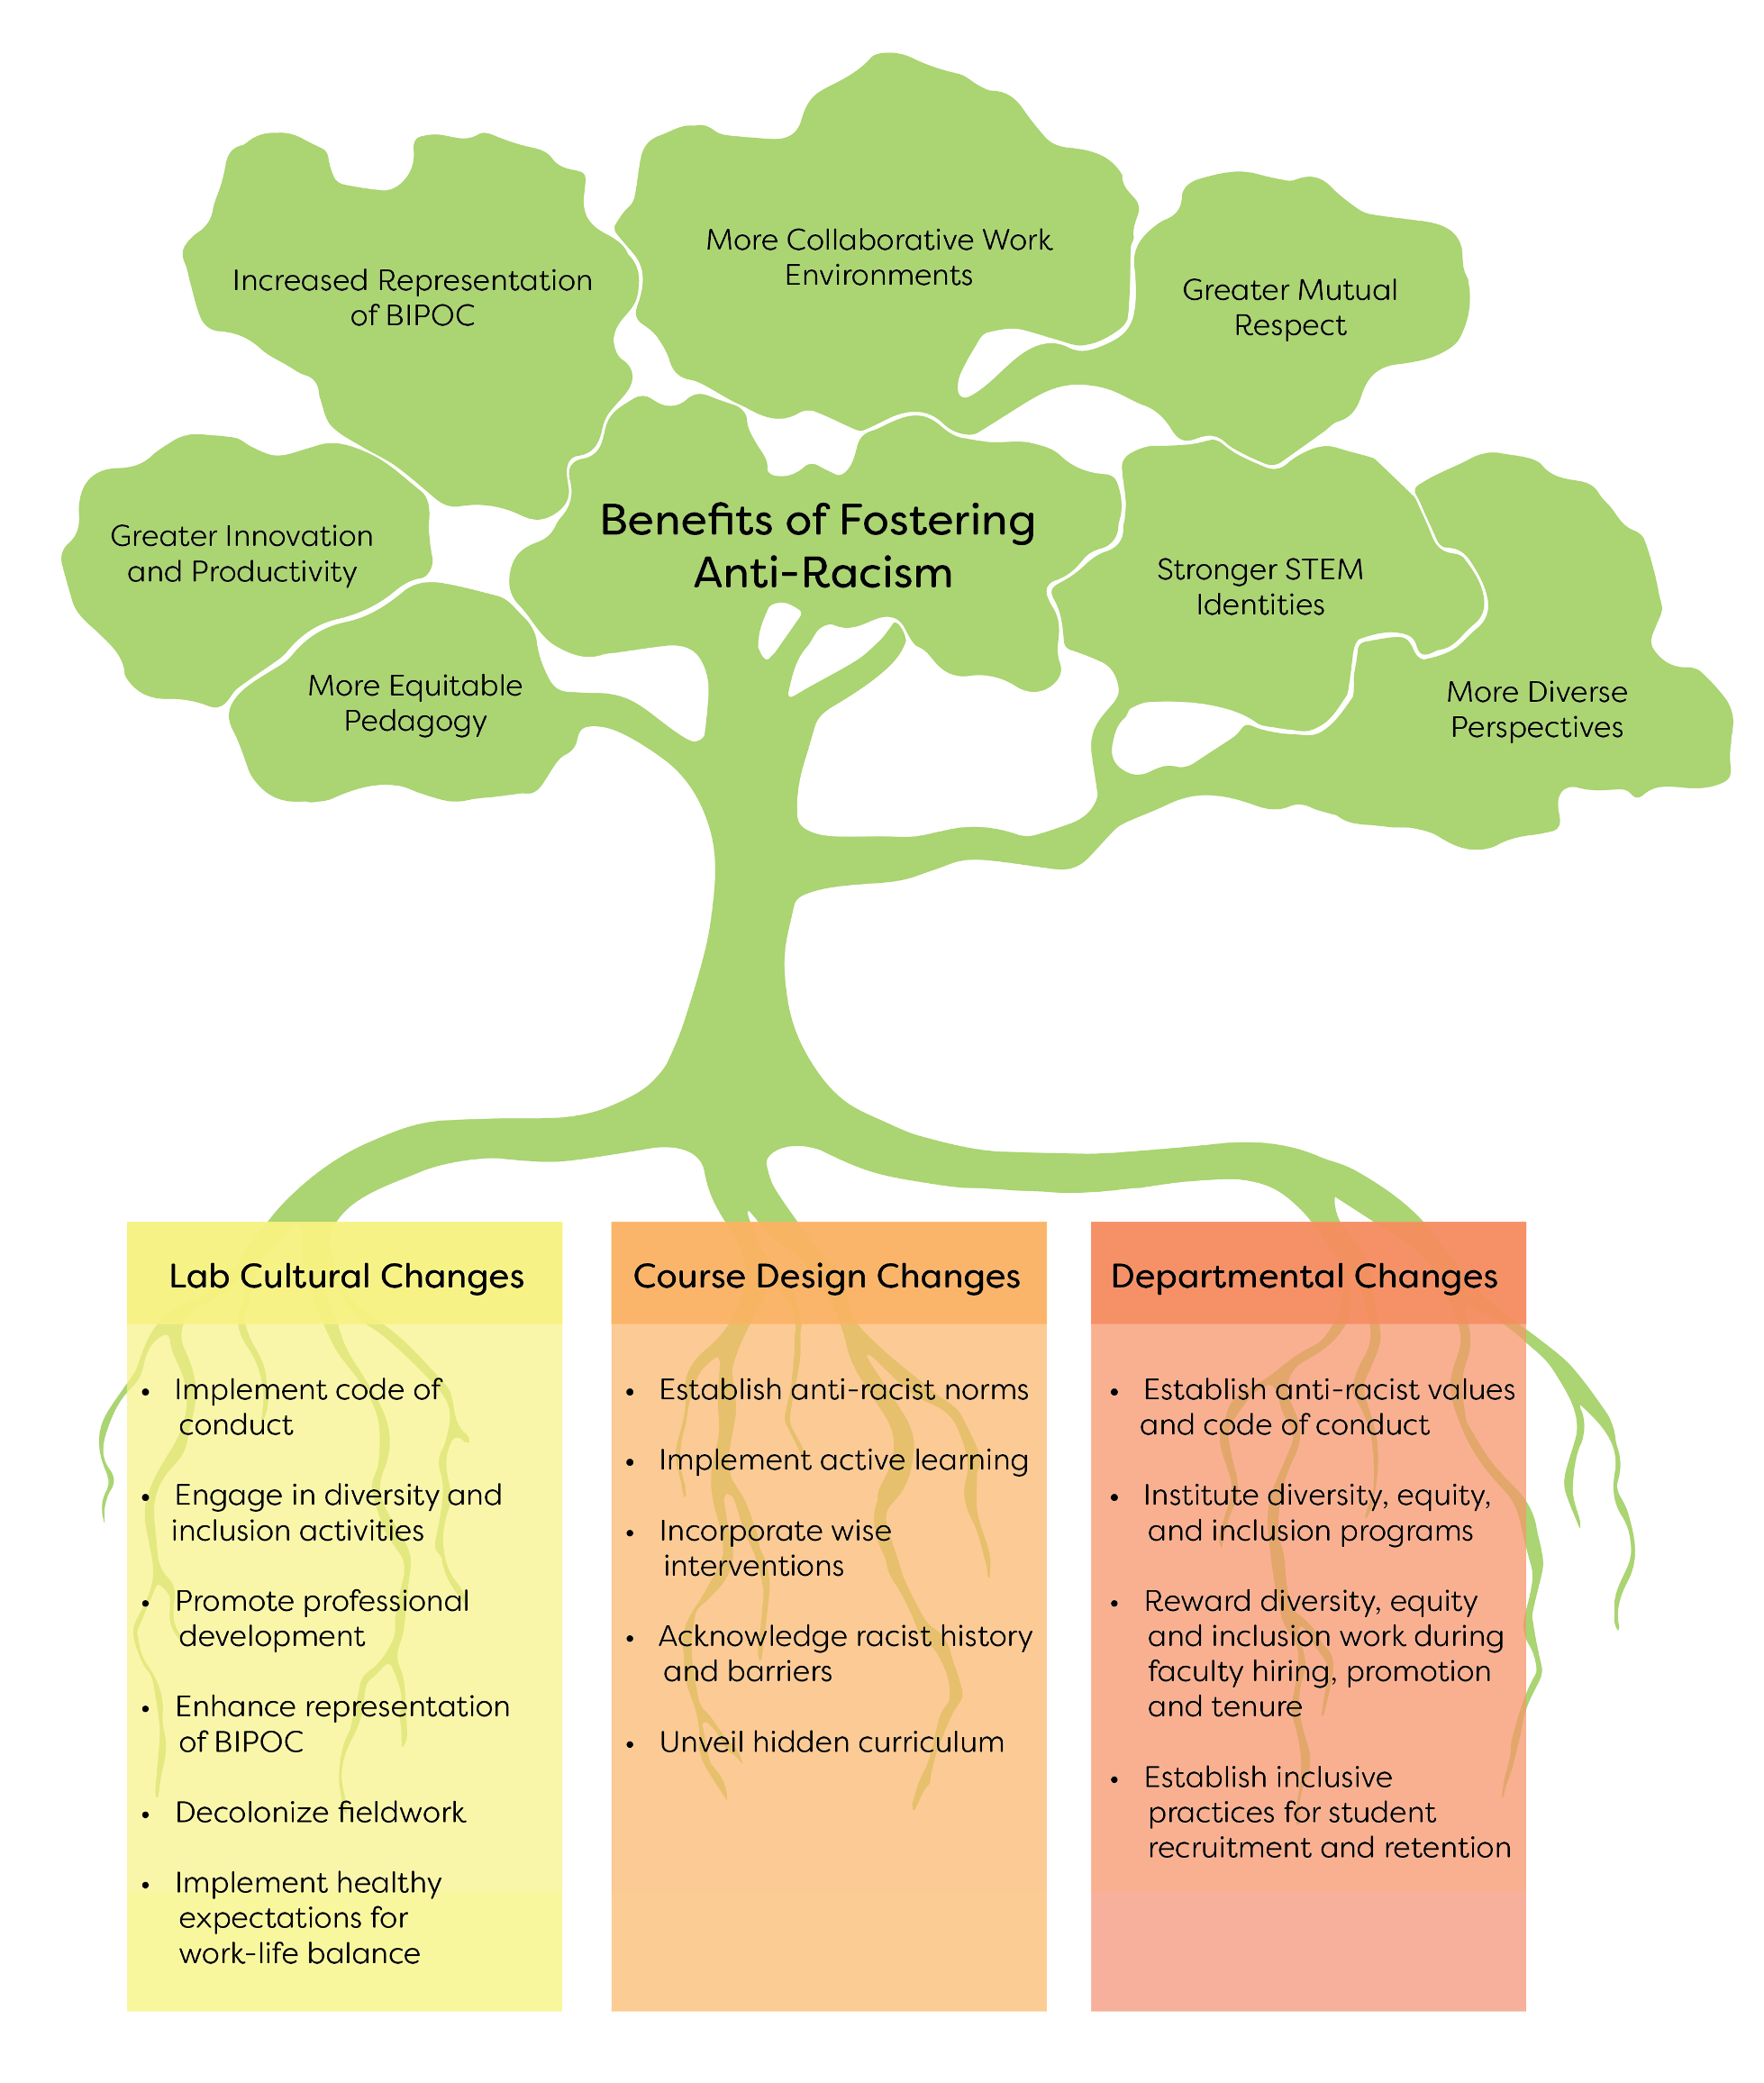 More Collaborative Work
Environments
Increased Representation
of BIPOC
Greater Mutual
Respect
Benefits of Fostering
Anti-Racism
Greater Innovation
and Productivity
Stronger STEM
Identities
More Equitable
Pedagogy
More Diverse
Perspectives
Lab Cultural Changes
• Implement code of
conduct
• Engage in diversity and
inclusion activities
• Promote professional
development
• Enhance representation
of BIPOC
• Decolonize fieldwork
• Implement healthy
expectations for
work-life balance
Course Design Changes
• Establish anti-racist norms
• Implement active learning
• Incorporate wise
interventions
• Acknowledge racist history
and barriers
• Unveil hidden curriculum
Departmental Changes
• Establish anti-racist values
and code of conduct
• Institute diversity, equity,
and inclusion programs
• Reward diversity, equity
and inclusion work during
faculty hiring, promotion
and tenure
• Establish inclusive
practices for student
recruitment and retention